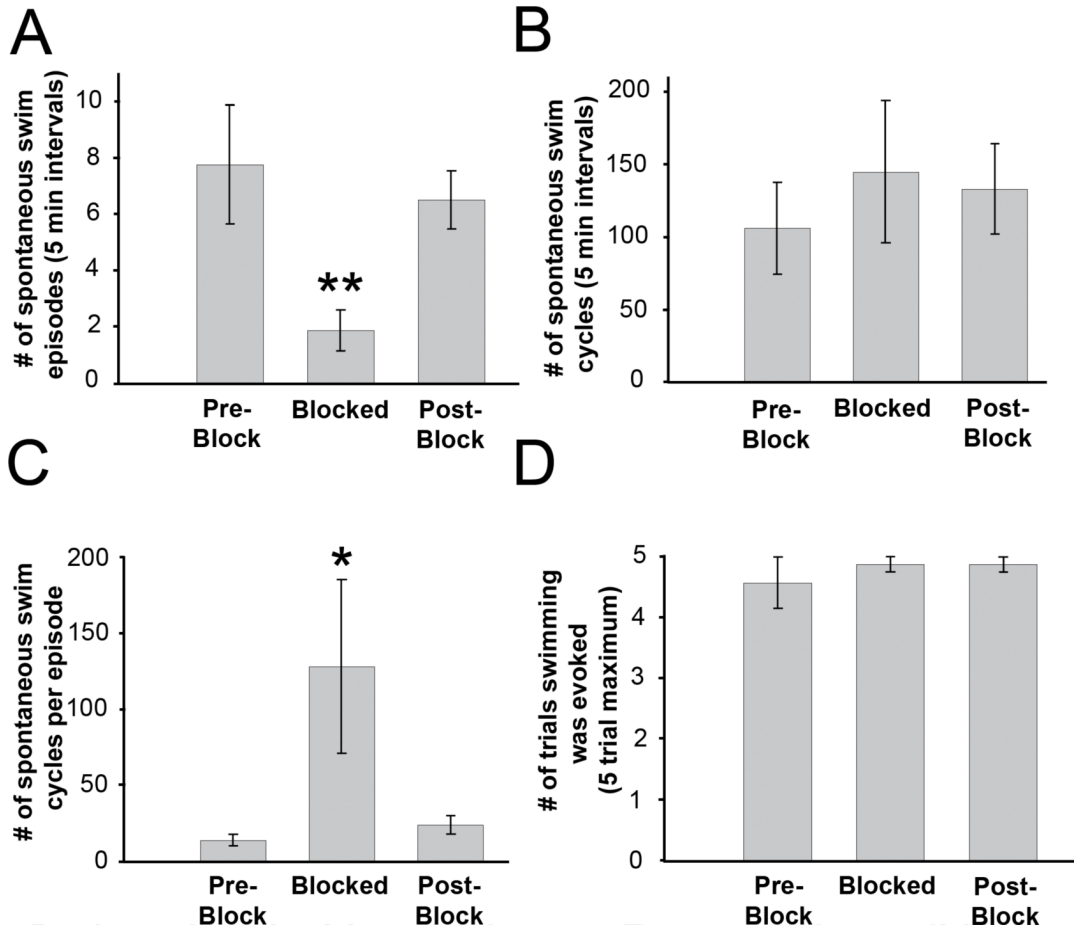 A
# of spontaneous swim
episodes (5 min intervals)
10
8
6
4
2
0
**
Pre-
Block
Blocked
Post-
Block
B
# of spontaneous swim
cycles (5 min intervals)
200
150
100
50
0
Pre-
Block
Blocked
Post-
Block
C
# of spontaneous swim
cycles per episode
200
150
100
50
0
*
Pre-
Block
Blocked
Post-
Block
D
# of trials swimming
was evoked
(5 trial maximum)
5
4
3
2
1
0
Pre-
Block
Blocked
Post-
Block